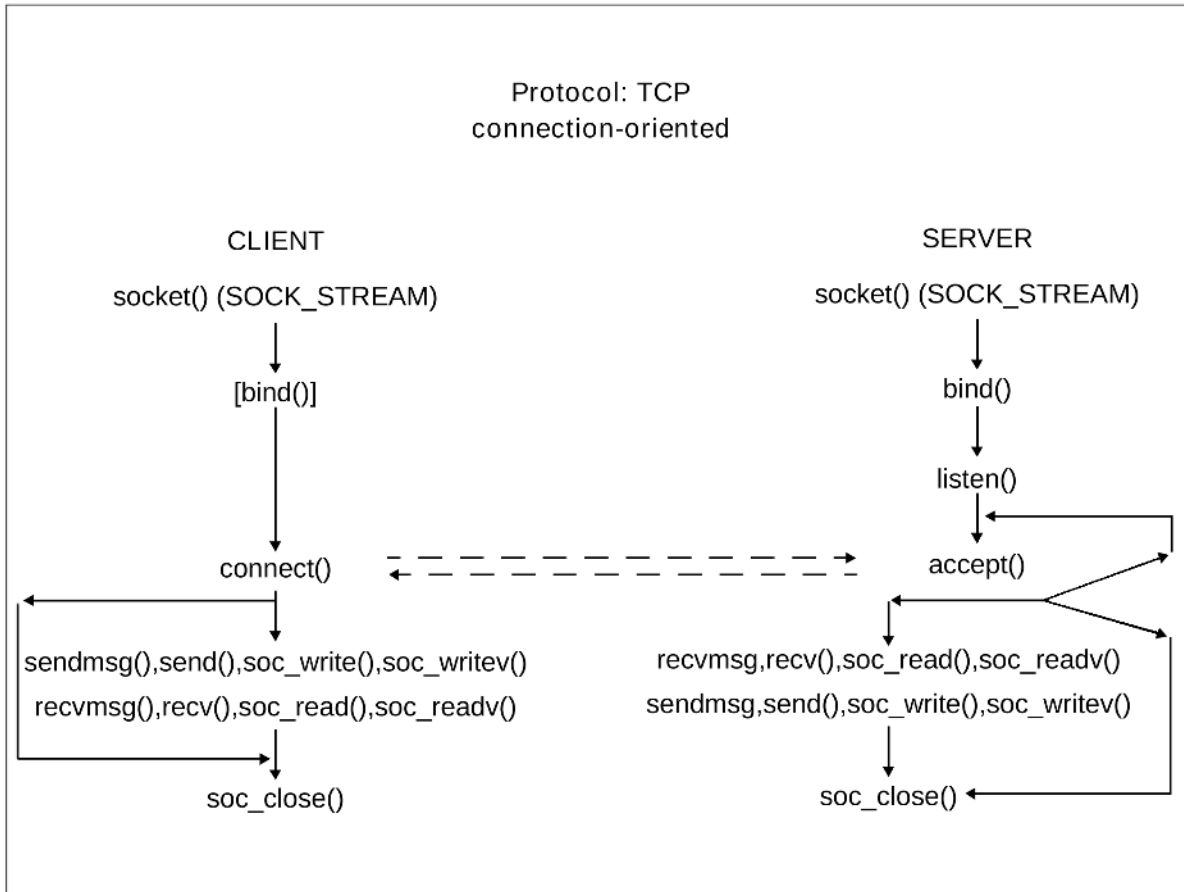 Protocol: TCP
connection-oriented
CLIENT
socket() (SOCK_STREAM)
[bind()]
connect()
sendmsg(),send(),soc_write(),soc_writev()
recvmsg(),recv(),soc_read(),soc_readv()
soc_close()
SERVER
socket() (SOCK_STREAM)
bind()
listen()
accept()
recvmsg,recv(),soc_read(),soc_readv()
sendmsg,send(),soc_write(),soc_writev()
soc_close()